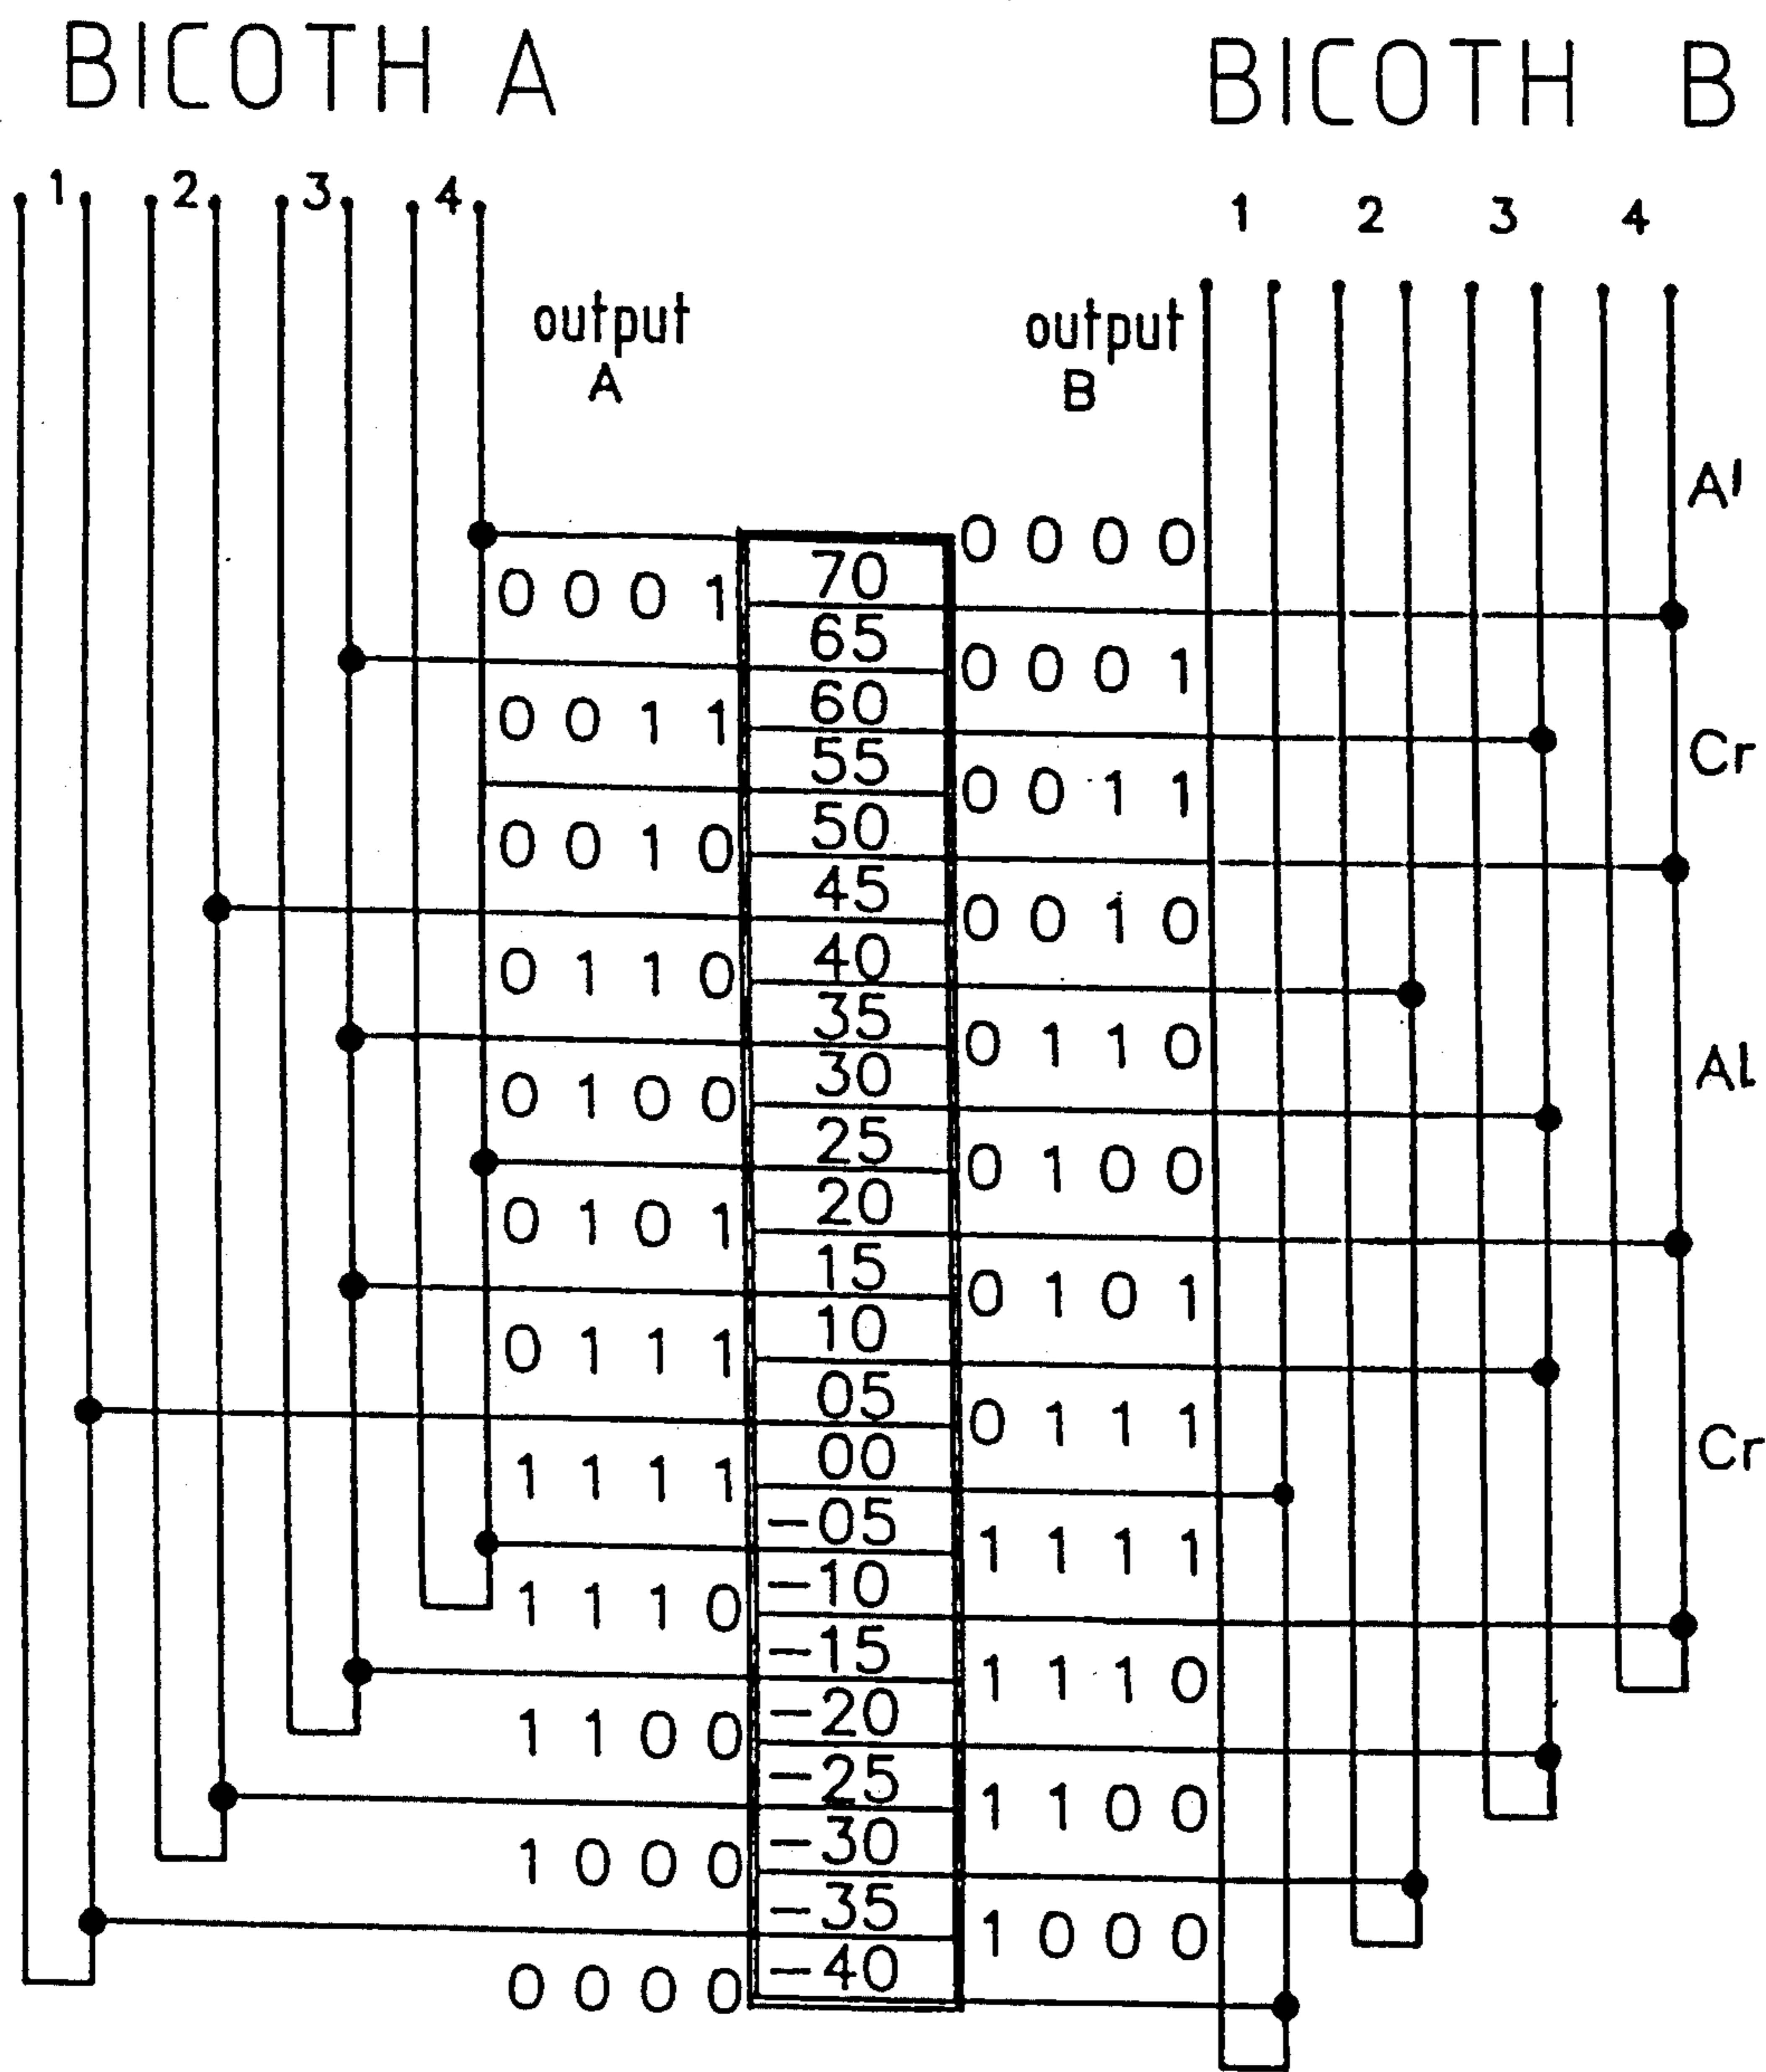 BICOTH A BICOTH B
1 2 3 4
1 2 3 4
output output
A B
Al
0 0 0 0
70
0 0 0 1
65
0 0 0 1
60
0 0 1 1
Cr
55
0 0 1 1
50
0 0 1 0
45
0 0 1 0
40
0 1 1 0
35
0 1 1 0
Al
30
0 1 0 0
25
0 1 0 0
20
0 1 0 1
15
0 1 0 1
10
0 1 1 1
05
0 1 1 1
00
Cr
1 1 1 1
-05
1 1 1 1
-10
1 1 1 0
-15
1 1 1 0
-20
1 1 0 0
-25
1 1 0 0
-30
1 0 0 0
-35
1 0 0 0
-40
0 0 0 0